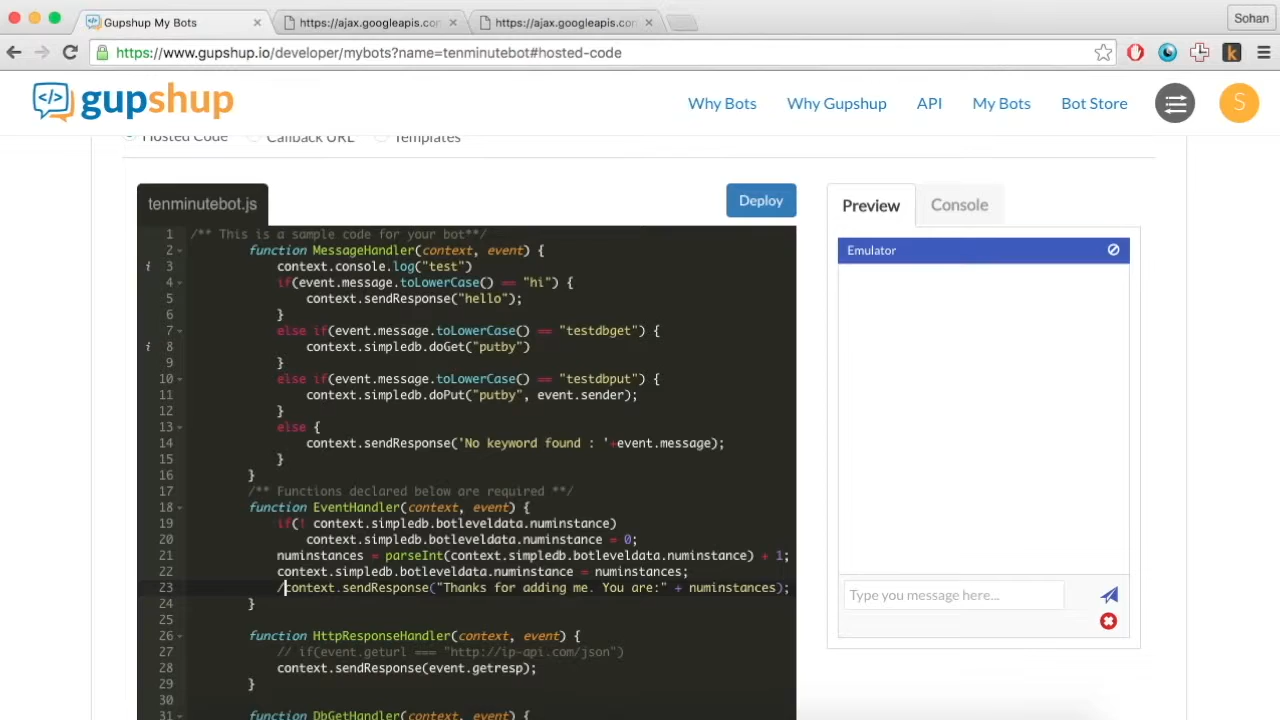 Gupshup My Bots
https://ajax.googleapis.con
https://ajax.googleapis.con
Sohan
https://www.gupshup.io/developer/mybots?name=tenminutebot#hosted-code
gupshup
Why Bots
Why Gupshup
API
My Bots
Bot Store
S
Hosted Code
Callback URL
Templates
tenminutebot.js
Deploy
1 /** This is a sample code for your bot**/
2 function MessageHandler(context, event) {
3 context.console.log("test")
4 if(event.message.toLowerCase() == "hi") {
5 context.sendResponse("hello");
6 }
7 else if(event.message.toLowerCase() == "testdbget") {
8 context.simpledb.doGet("putby")
9 }
10 else if(event.message.toLowerCase() == "testdbput") {
11 context.simpledb.doPut("putby", event.sender);
12 }
13 else {
14 context.sendResponse('No keyword found : '+event.message);
15 }
16 }
17 /** Functions declared below are required **/
18 function EventHandler(context, event) {
19 if(! context.simpledb.botleveldata.numinstance)
20 context.simpledb.botleveldata.numinstance = 0;
21 numinstances = parseInt(context.simpledb.botleveldata.numinstance) + 1;
22 context.simpledb.botleveldata.numinstance = numinstances;
23 /context.sendResponse("Thanks for adding me. You are:" + numinstances);
24 }
25
26 function HttpResponseHandler(context, event) {
27 // if(event.geturl === "http://ip-api.com/json")
28 context.sendResponse(event.getresp);
29 }
30
31 function DbGetHandler(context, event) {
Preview
Console
Emulator
Type you message here...